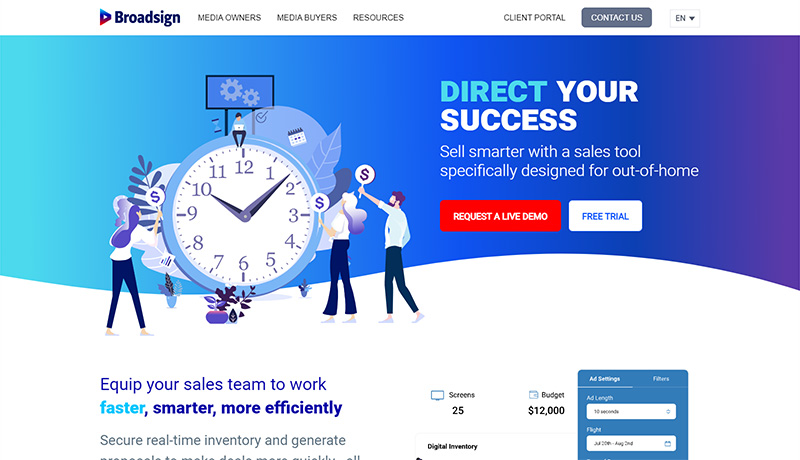 Broadsign
MEDIA OWNERS
MEDIA BUYERS
RESOURCES
CLIENT PORTAL
CONTACT US
EN
DIRECT YOUR
SUCCESS
Sell smarter with a sales tool
specifically designed for out-of-home
REQUEST A LIVE DEMO
FREE TRIAL
12
1
2
3
4
5
6
7
8
9
10
11
$
$
$
Equip your sales team to work
faster, smarter, more efficiently
Secure real-time inventory and generate
Screens
25
Budget
$12,000
Digital Inventory
Ad Settings
Filters
Ad Length
10 seconds
Flight
Jul 20th - Aug 2nd